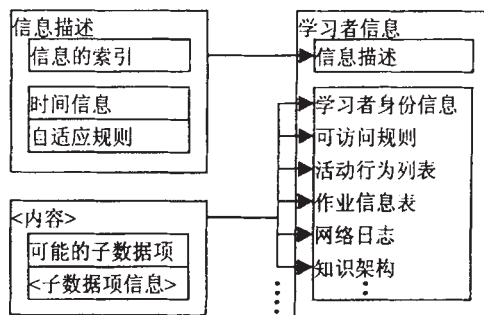 信息描述
信息的索引
时间信息
自适应规则
<内容>
可能的子数据项
<子数据项信息>
学习者信息
信息描述
学习者身份信息
可访问规则
活动行为列表
作业信息表
网络日志
知识架构